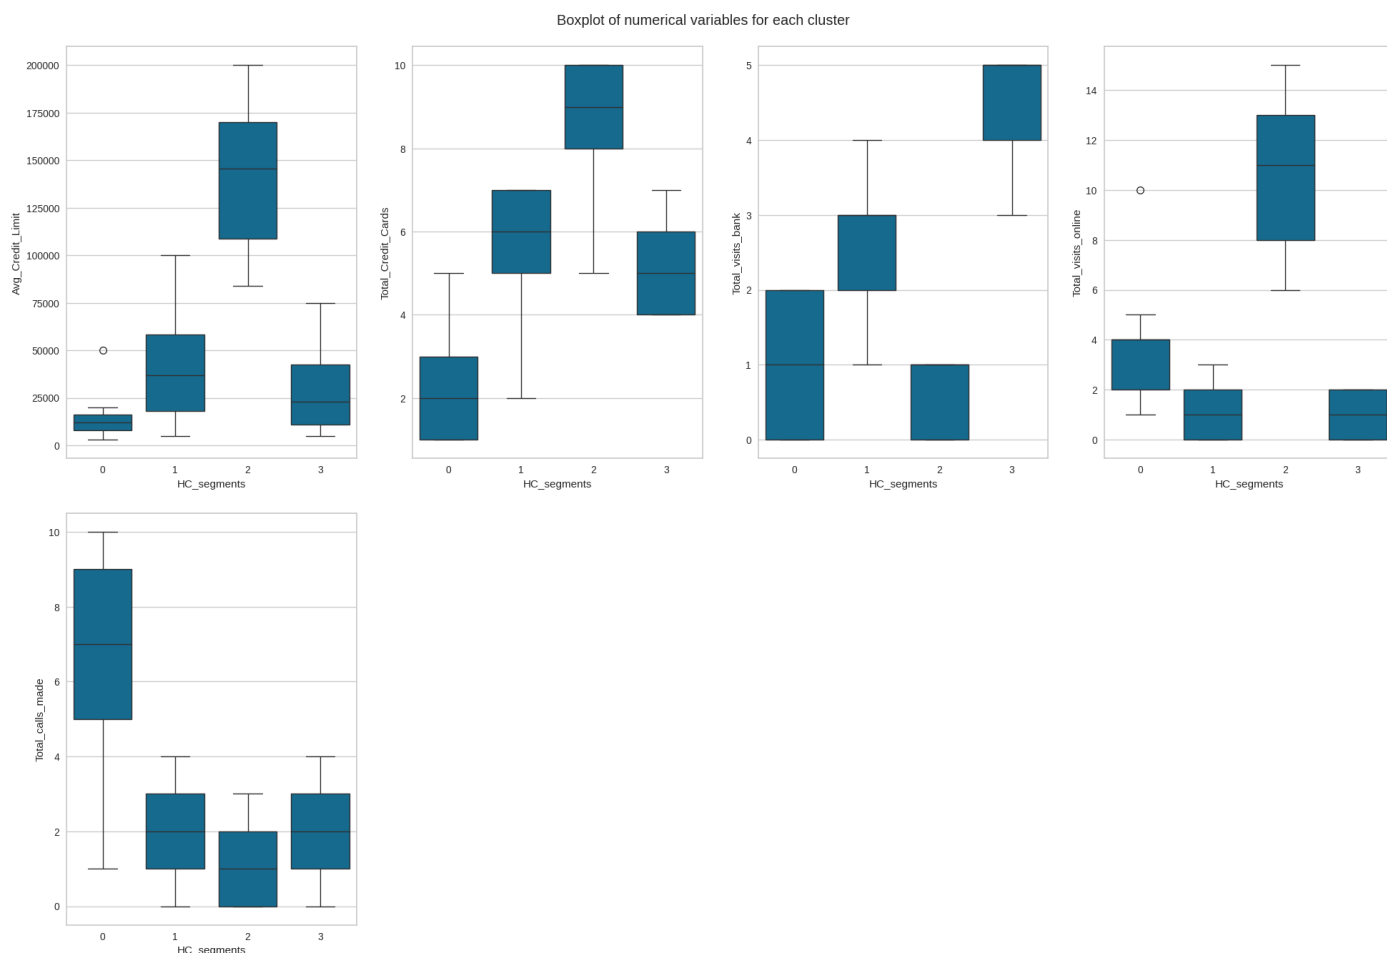 Boxplot of numerical variables for each cluster
Avg_Credit_Limit
200000
175000
150000
125000
100000
75000
50000
25000
0
0 1 2 3
HC_segments
Total_Credit_Cards
10
8
6
4
2
0 1 2 3
HC_segments
Total_visits_bank
5
4
3
2
1
0
0 1 2 3
HC_segments
Total_visits_online
14
12
10
8
6
4
2
0
0 1 2 3
HC_segments
Total_calls_made
10
8
6
4
2
0
0 1 2 3
HC_segments